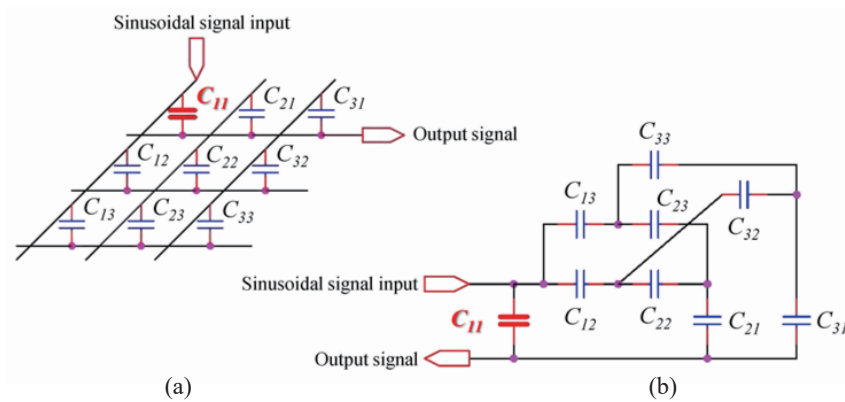 Sinusoidal signal input
C11
C21
C31
Output signal
C12
C22
C32
C13
C23
C33
C33
C13
C23
C32
Sinusoidal signal input
C11
C12
C22
C21
C31
Output signal
(a)
(b)